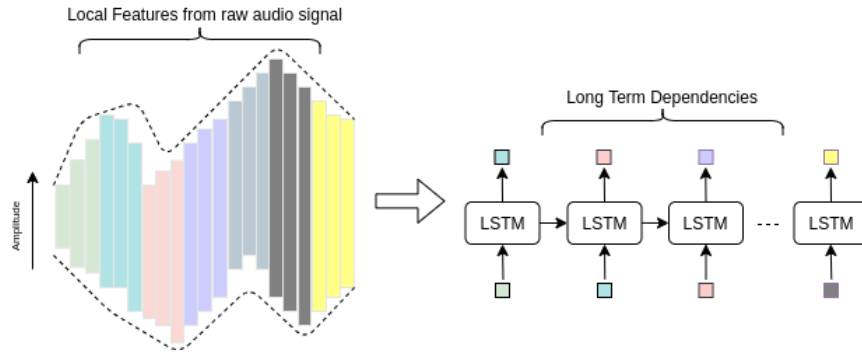 Local Features from raw audio signal
Amplitude
Long Term Dependencies
LSTM
LSTM
LSTM
LSTM